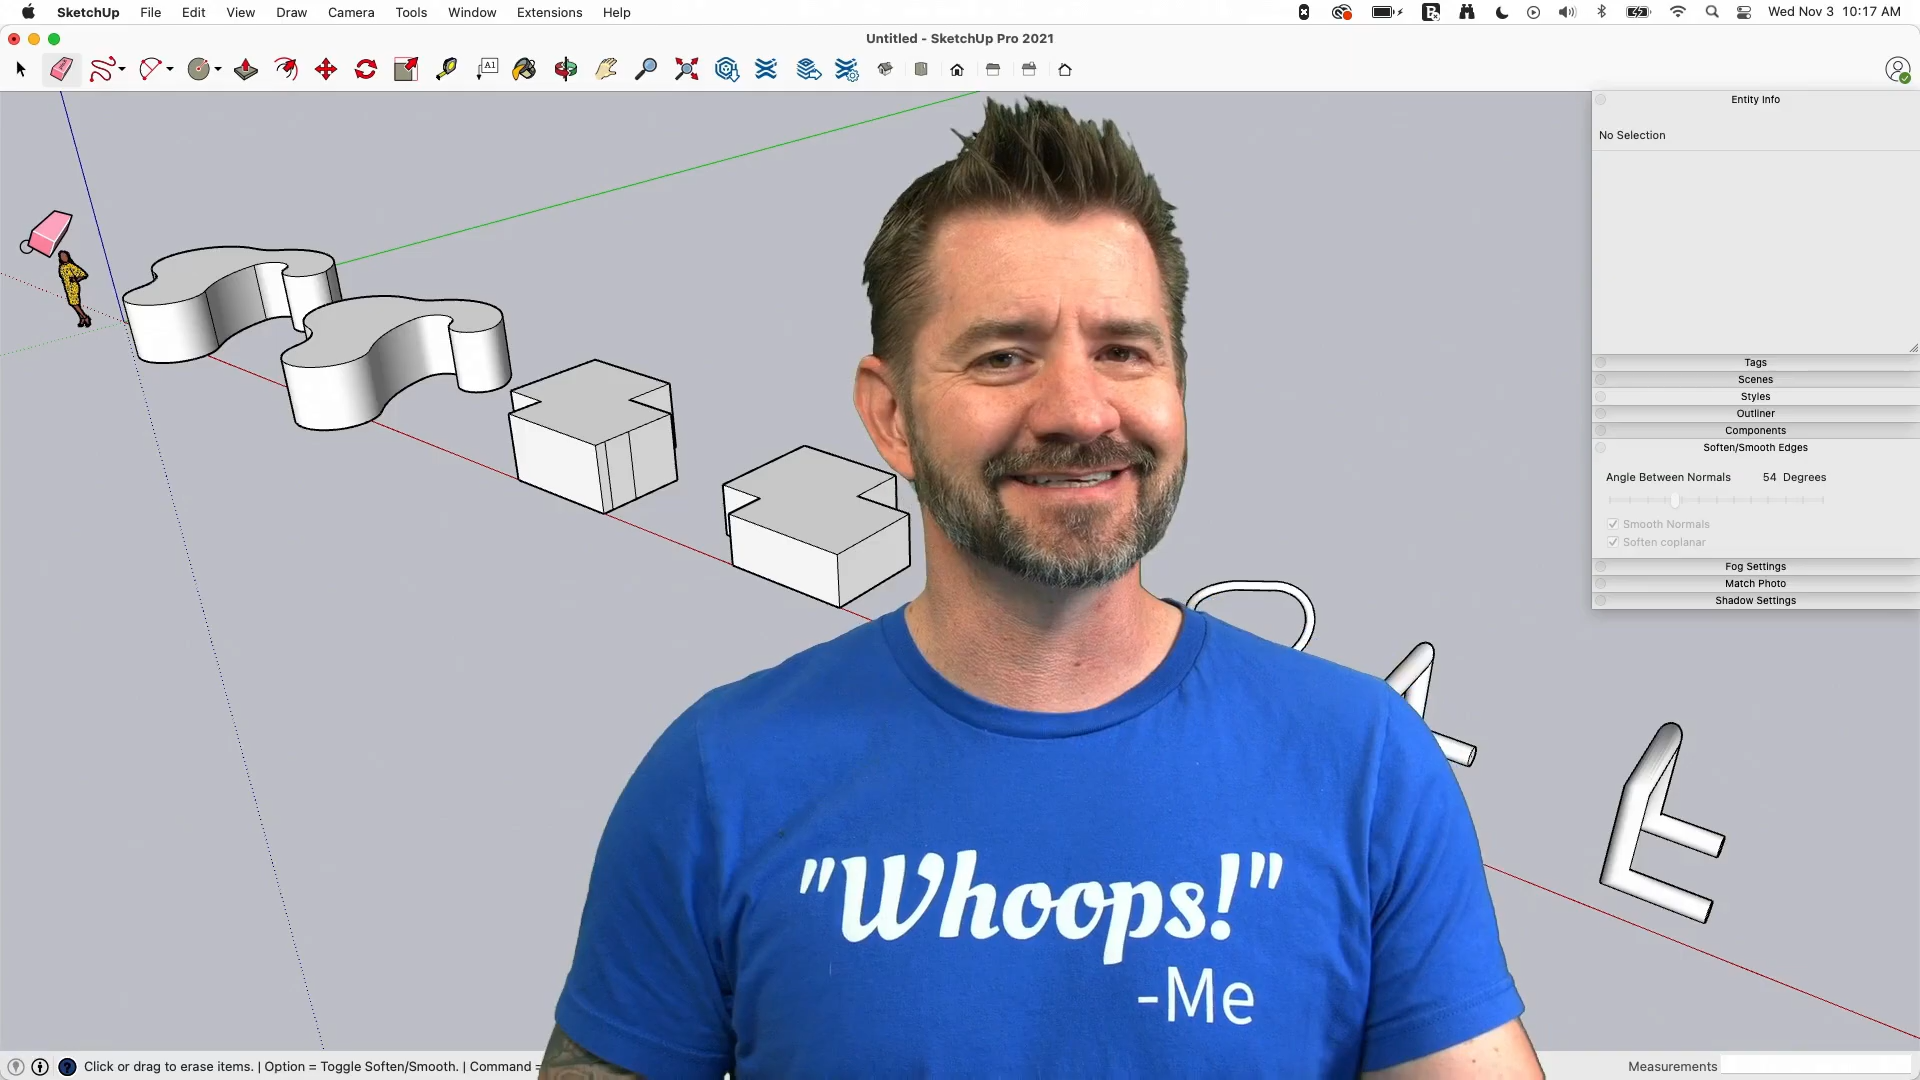 SketchUp File Edit View Draw Camera Tools Window Extensions Help
Wed Nov 3 10:17 AM
Untitled - SketchUp Pro 2021
A1
Entity Info
No Selection
Tags
Scenes
Styles
Outliner
Components
Soften/Smooth Edges
Angle Between Normals 54 Degrees
Smooth Normals
Soften coplanar
Fog Settings
Match Photo
Shadow Settings
"Whoops!"
-Me
Click or drag to erase items. | Option = Toggle Soften/Smooth. | Command =
Measurements